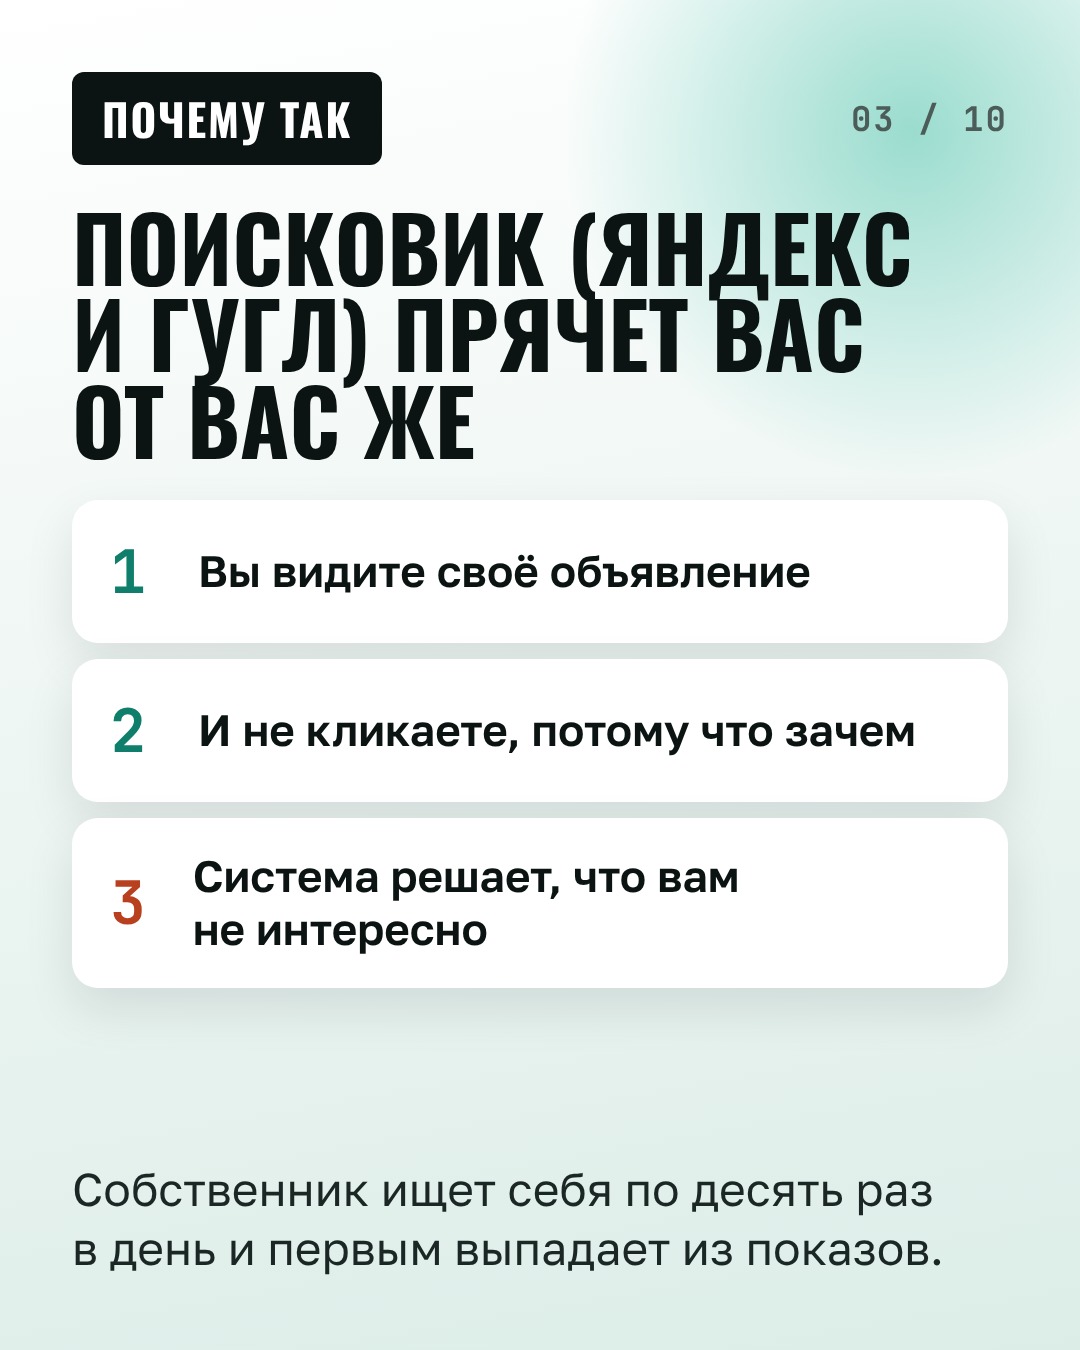 ПОЧЕМУ ТАК
03 / 10
ПОИСКОВИК (ЯНДЕКС
И ГУГЛ) ПРЯЧЕТ ВАС
ОТ ВАС ЖЕ
1 Вы видите своё объявление
2 И не кликаете, потому что зачем
3 Система решает, что вам
не интересно
Собственник ищет себя по десять раз
в день и первым выпадает из показов.